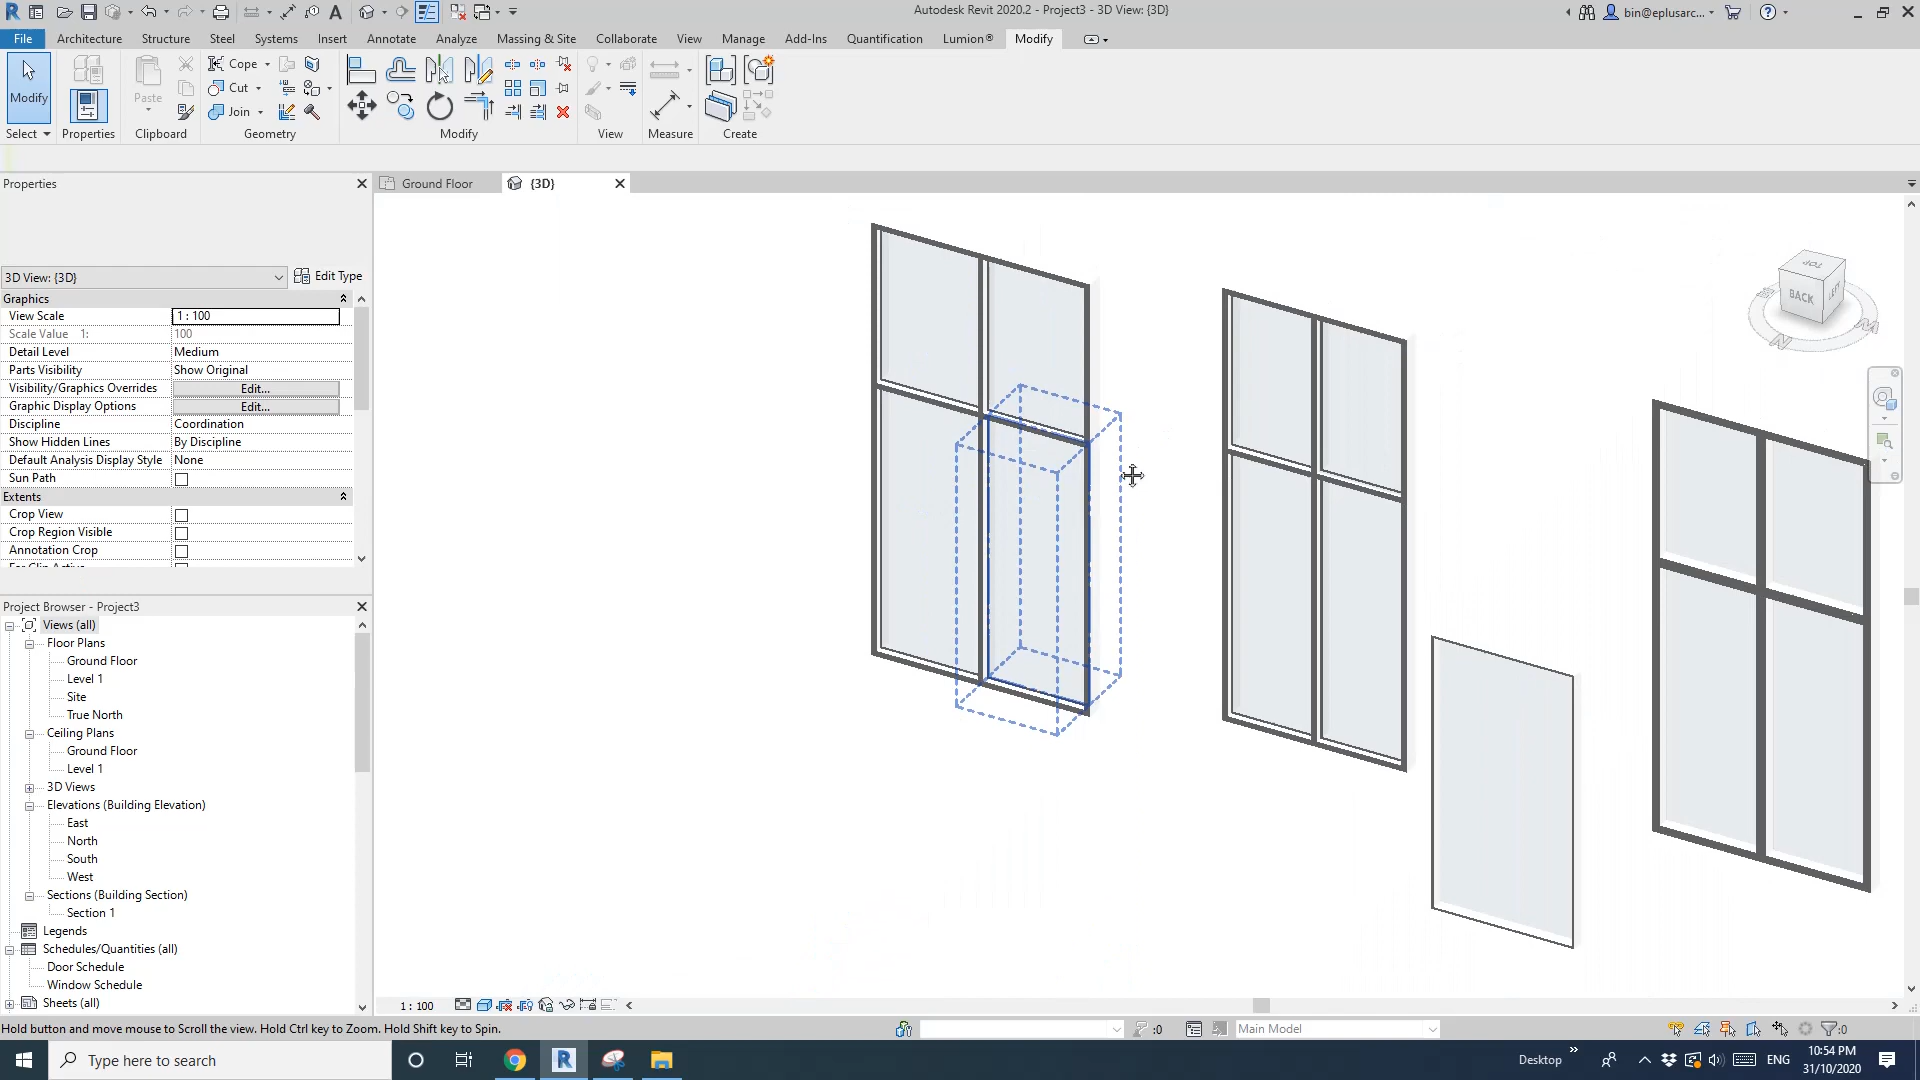 Autodesk Revit 2020.2 - Project3 - 3D View: {3D}
bin@eplusarc...
File Architecture Structure Steel Systems Insert Annotate Analyze Massing & Site Collaborate View Manage Add-Ins Quantification Lumion® Modify
Modify
Paste
Cope
Cut
Join
Select Properties Clipboard Geometry Modify View Measure Create
Properties
Ground Floor
{3D}
3D View: {3D}
Edit Type
Graphics
View Scale 1 : 100
Scale Value 1: 100
Detail Level Medium
Parts Visibility Show Original
Visibility/Graphics Overrides Edit...
Graphic Display Options Edit...
Discipline Coordination
Show Hidden Lines By Discipline
Default Analysis Display Style None
Sun Path
Extents
Crop View
Crop Region Visible
Annotation Crop
TOP
BACK
LEFT
N
Project Browser - Project3
Views (all)
Floor Plans
Ground Floor
Level 1
Site
True North
Ceiling Plans
Ground Floor
Level 1
3D Views
Elevations (Building Elevation)
East
North
South
West
Sections (Building Section)
Section 1
Legends
Schedules/Quantities (all)
Door Schedule
Window Schedule
Sheets (all)
1 : 100
Hold button and move mouse to Scroll the view. Hold Ctrl key to Zoom. Hold Shift key to Spin.
:0
Main Model
:0
Type here to search
Desktop
ENG
10:54 PM
31/10/2020